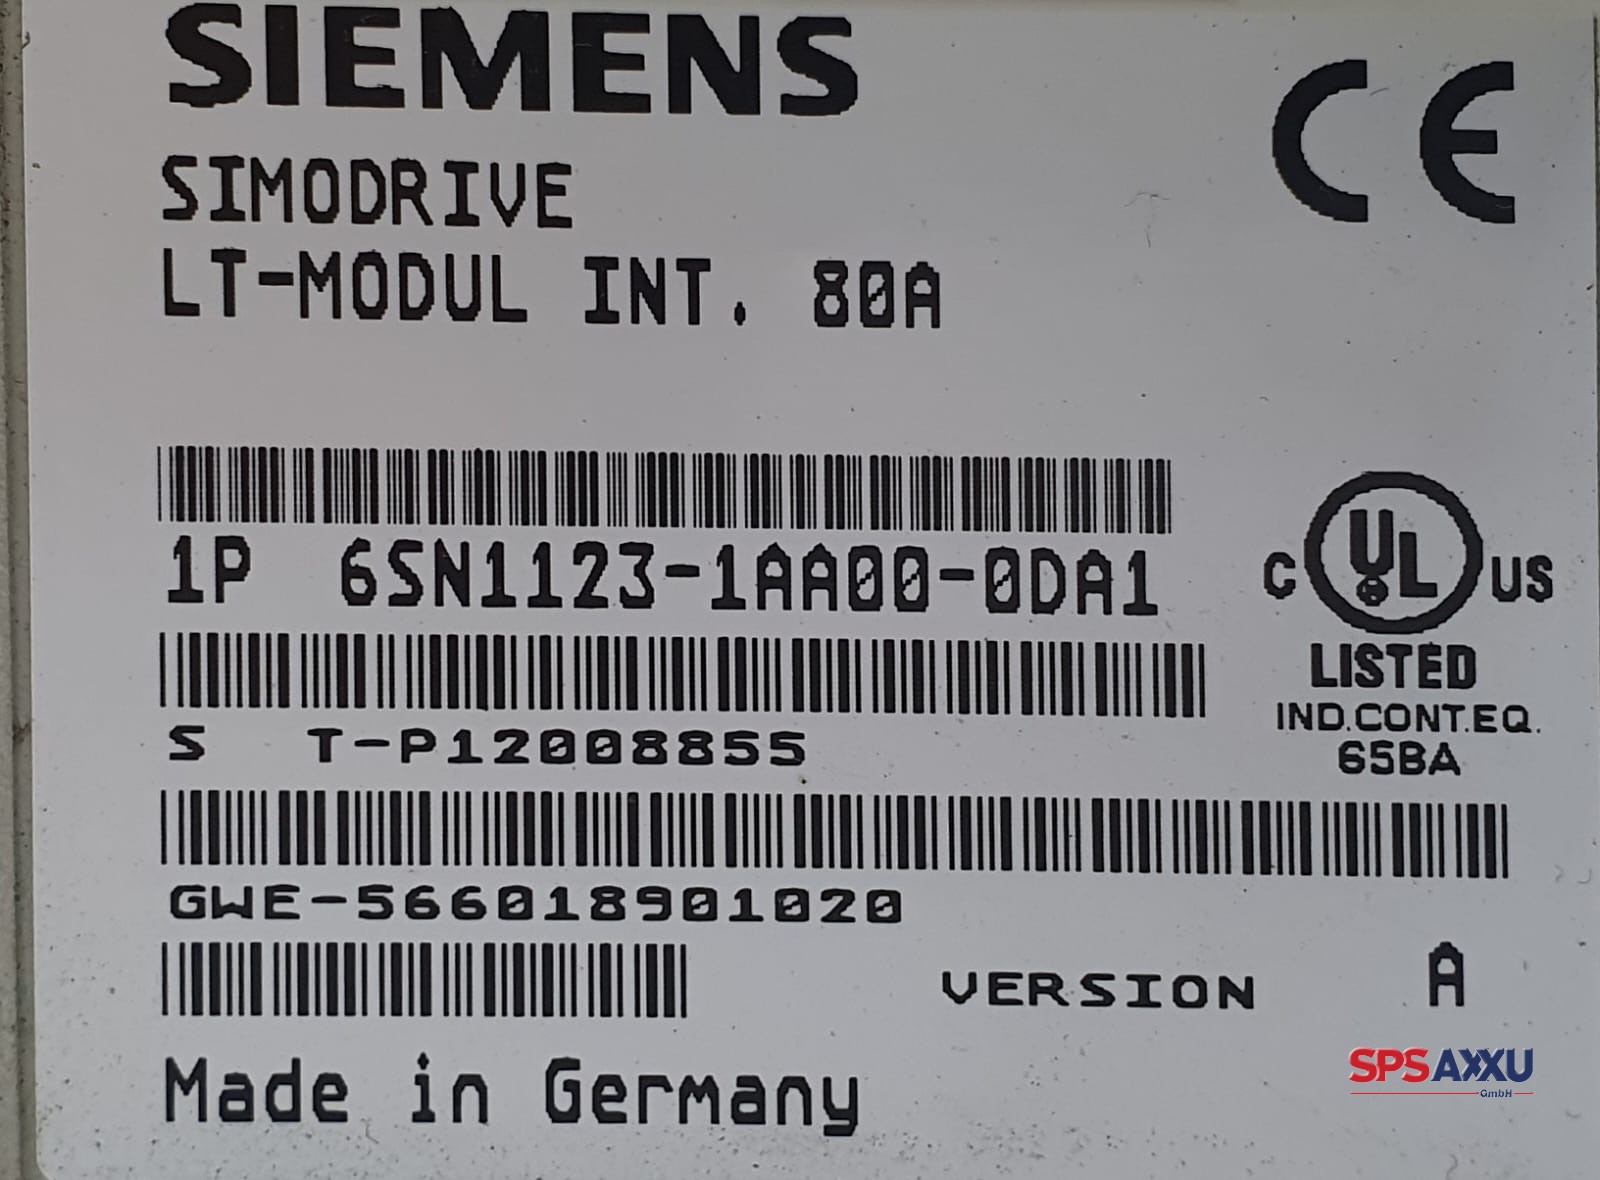 SIEMENS
CE
SIMODRIVE
LT-MODUL INT. 80A
1P 6SN1123-1AA00-0DA1
C UL US
LISTED
IND.CONT.EQ.
65BA
S T-P12008855
GWE-566018901020
VERSION A
Made in Germany
SPSAXXU
GmbH